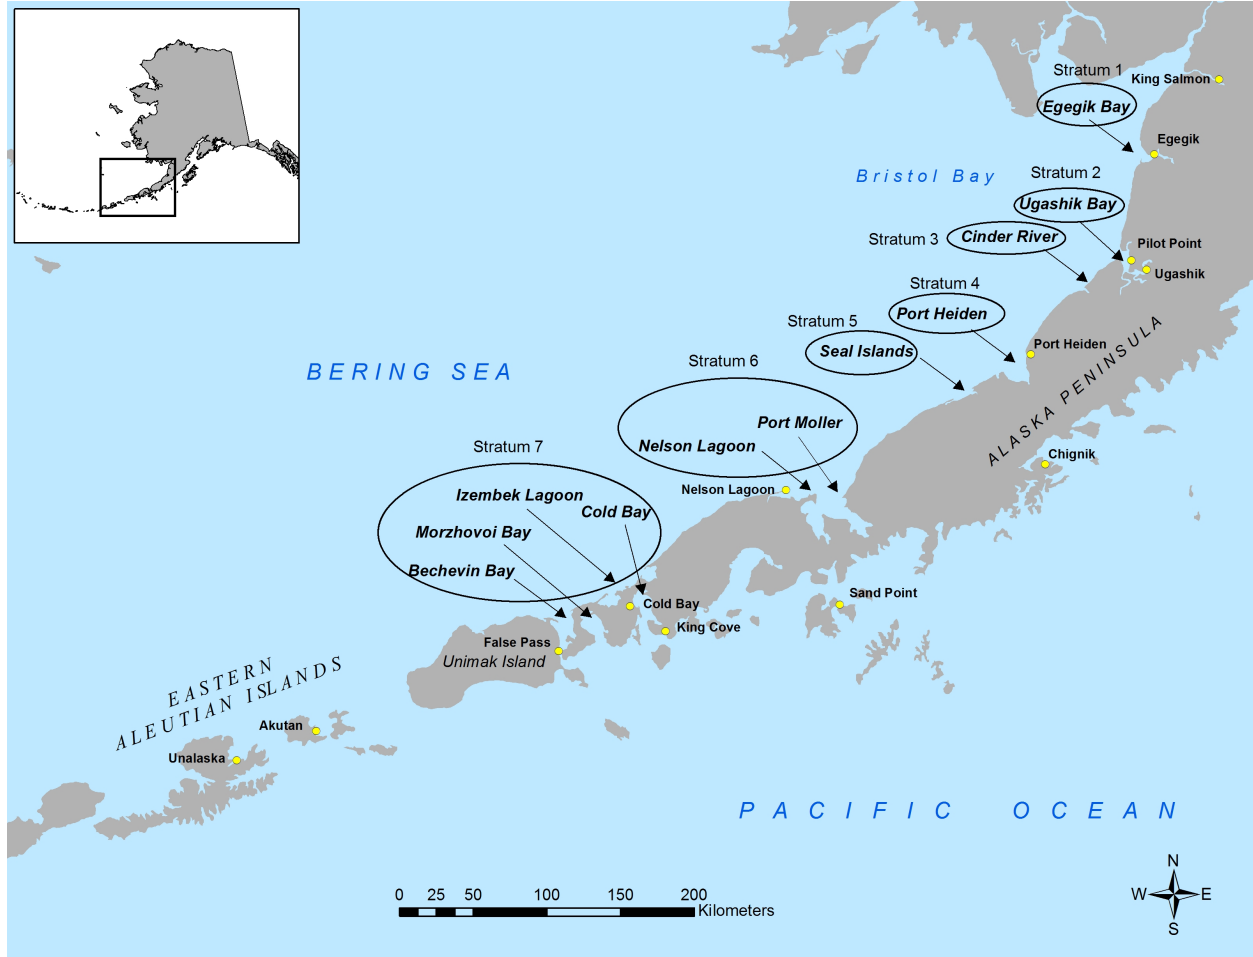 Stratum 1
King Salmon
Egegik Bay
Egegik
Bristol Bay
Stratum 2
Ugashik Bay
Stratum 3
Cinder River
Pilot Point
Ugashik
Stratum 4
Port Heiden
Stratum 5
Seal Islands
Port Heiden
ALASKA PENINSULA
BERING SEA
Stratum 6
Port Moller
Nelson Lagoon
Chignik
Stratum 7
Nelson Lagoon
Izembek Lagoon
Cold Bay
Morzhovoi Bay
Bechevin Bay
Sand Point
Cold Bay
King Cove
False Pass
Unimak Island
EASTERN
ALEUTIAN ISLANDS
Akutan
Unalaska
PACIFIC OCEAN
0 25 50 100 150 200
Kilometers
N
W E
S